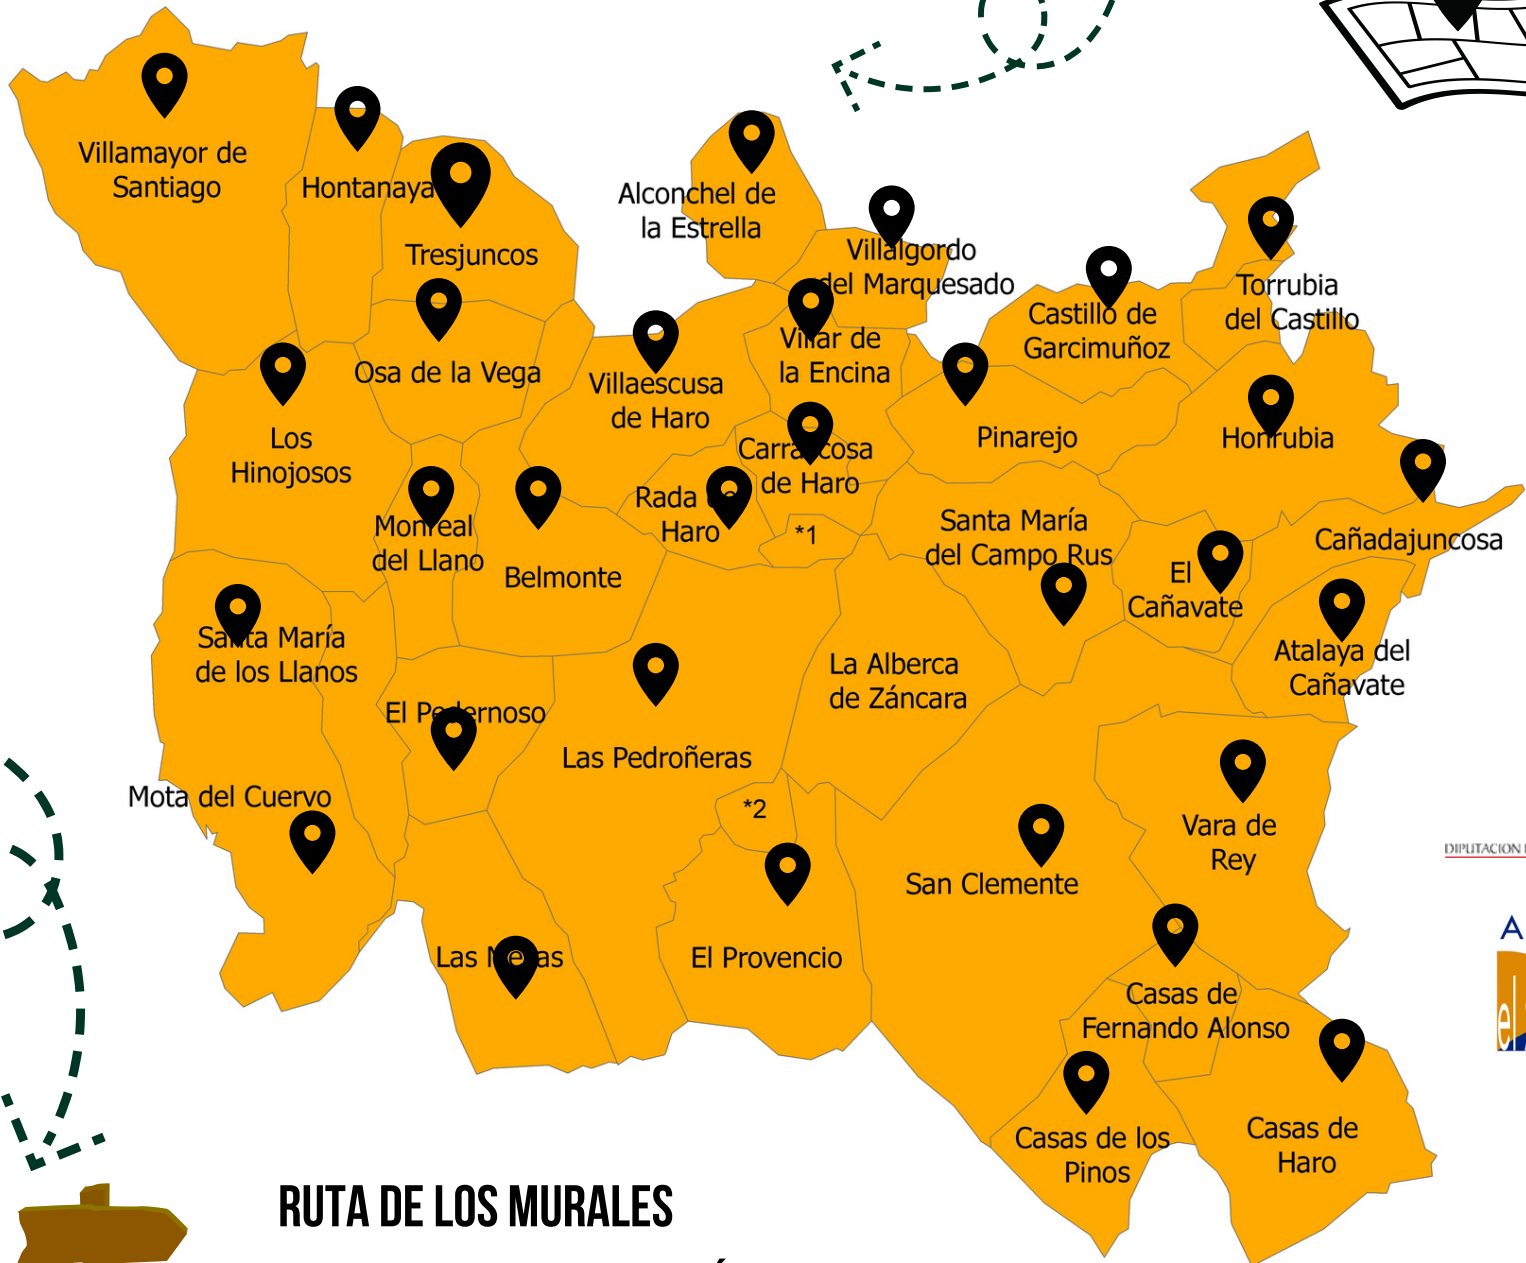 Villamayor de
Santiago
Hontanaya
Tresjuncos
Alconchel de
la Estrella
Villalgordo
del Marquesado
Castillo de
Garcimuñoz
Torrubia
del Castillo
Osa de la Vega
Villaescusa
de Haro
Villar de
la Encina
Los
Hinojosos
Pinarejo
Honrubia
Carrascosa
de Haro
Rada de
Haro
*1
Monreal
del Llano
Belmonte
Santa María
del Campo Rus
El
Cañavate
Cañadajuncosa
Santa María
de los Llanos
La Alberca
de Záncara
Atalaya del
Cañavate
El Pedernoso
Las Pedroñeras
Mota del Cuervo
*2
Vara de
Rey
DIPUTACION
San Clemente
Las Mesas
El Provencio
A
el
Casas de
Fernando Alonso
Casas de los
Pinos
Casas de
Haro
RUTA DE LOS MURALES